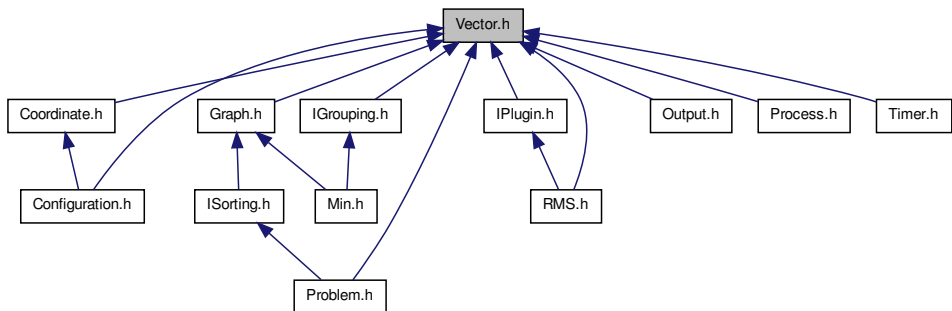 Vector.h
Coordinate.h
Graph.h
IGrouping.h
IPlugin.h
Output.h
Process.h
Timer.h
Configuration.h
ISorting.h
Min.h
RMS.h
Problem.h